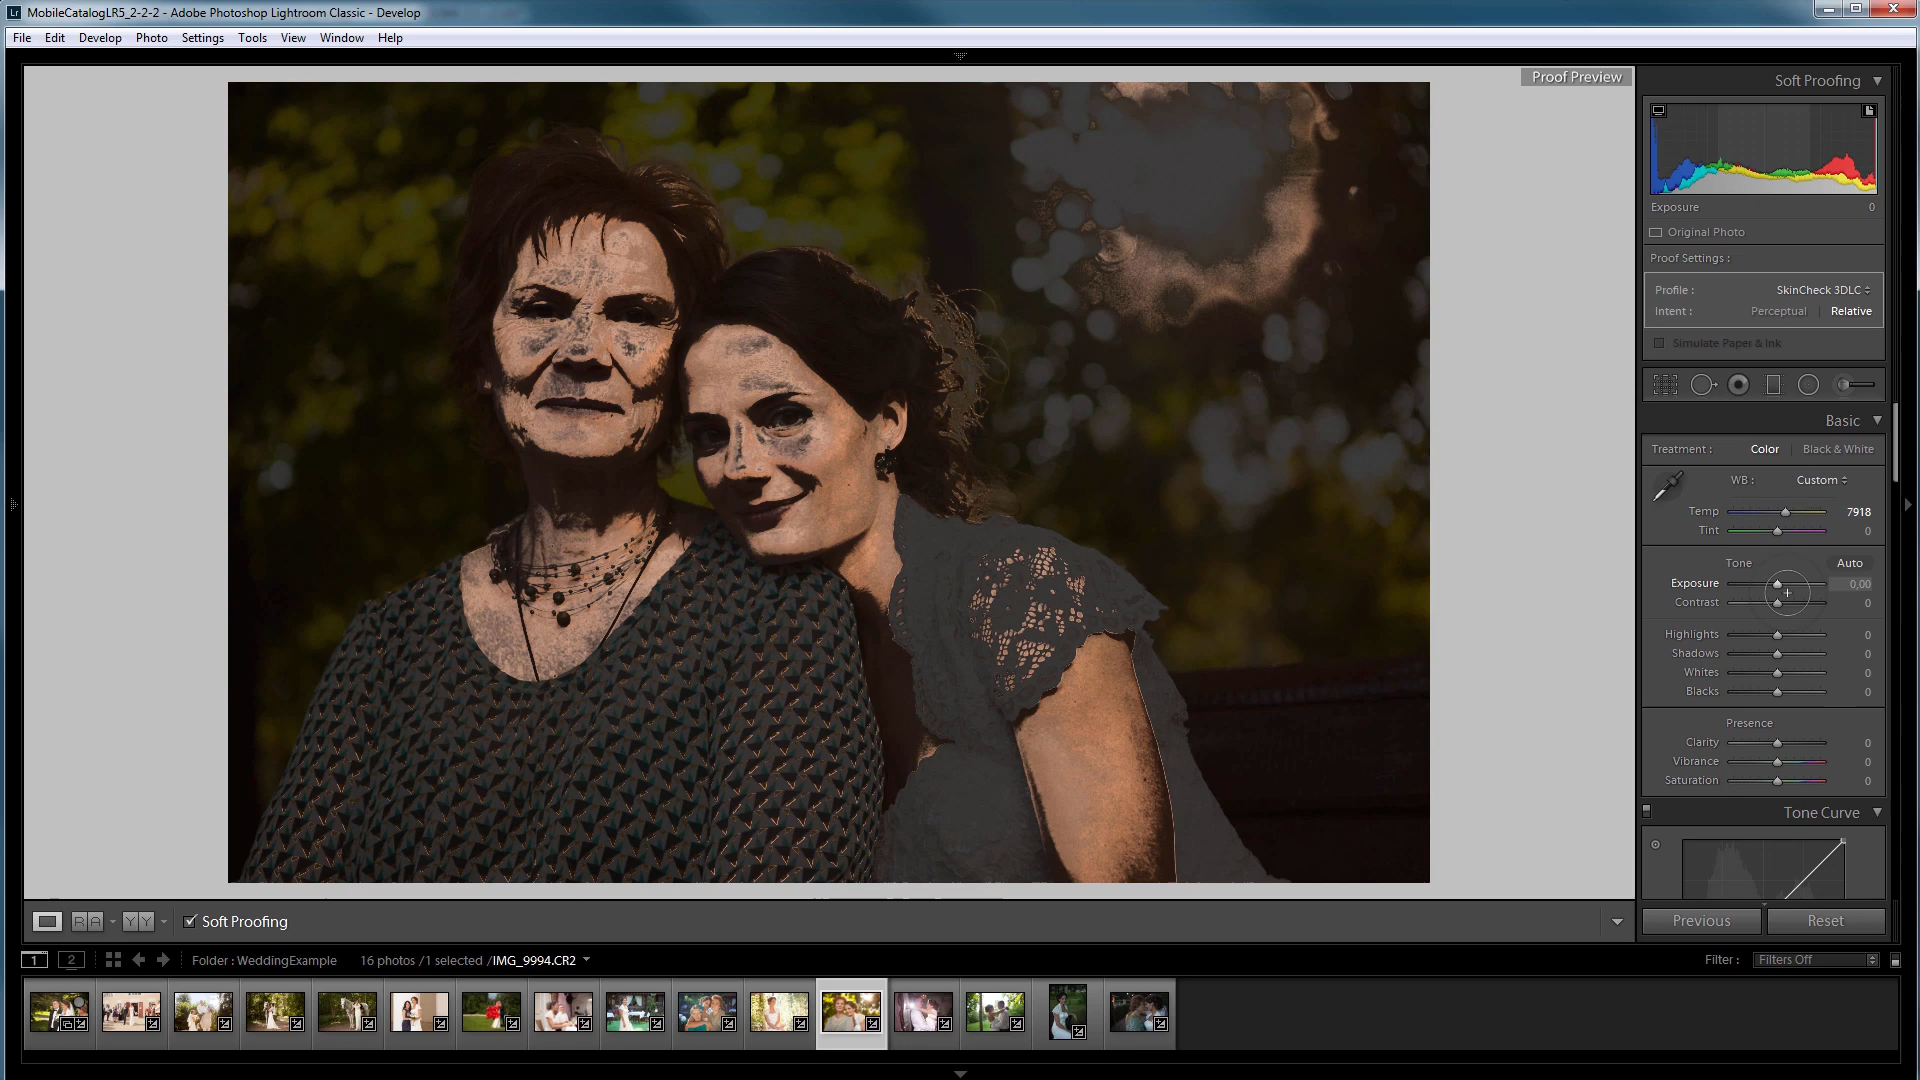 Lr MobileCatalogLR5_2-2-2 - Adobe Photoshop Lightroom Classic - Develop
File Edit Develop Photo Settings Tools View Window Help
Proof Preview
Soft Proofing
Exposure 0
Original Photo
Proof Settings :
Profile : SkinCheck 3DLC
Intent : Perceptual Relative
Simulate Paper & Ink
Basic
Treatment : Color Black & White
WB : Custom
Temp 7918
Tint 0
Tone Auto
Exposure 0,00
Contrast 0
Highlights 0
Shadows 0
Whites 0
Blacks 0
Presence
Clarity 0
Vibrance 0
Saturation 0
Tone Curve
R A Y Y Soft Proofing
Previous Reset
1 2 Folder : WeddingExample 16 photos /1 selected /IMG_9994.CR2 Filter : Filters Off